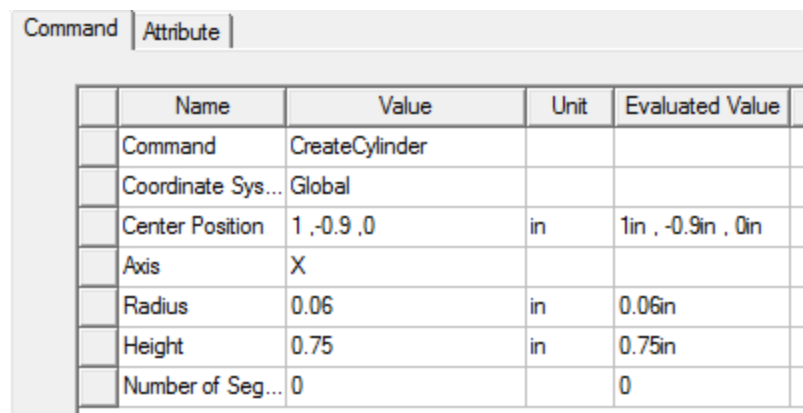 Command Attribute
Name Value Unit Evaluated Value
Command CreateCylinder
Coordinate Sys... Global
Center Position 1 ,-0.9 ,0 in 1in , -0.9in , 0in
Axis X
Radius 0.06 in 0.06in
Height 0.75 in 0.75in
Number of Seg... 0 0